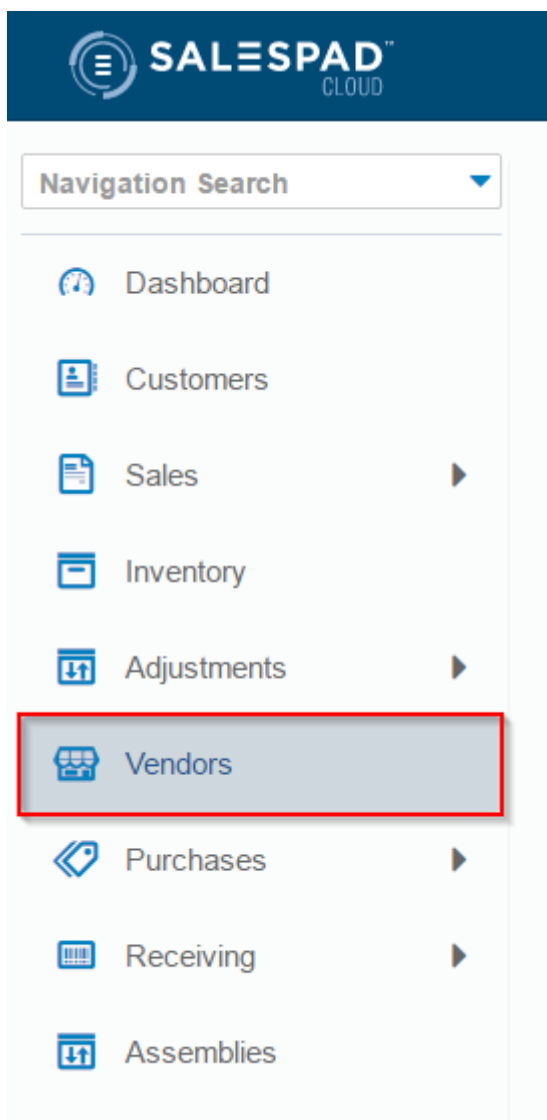 SALESPAD™
CLOUD
Navigation Search
Dashboard
Customers
Sales
Inventory
Adjustments
Vendors
Purchases
Receiving
Assemblies